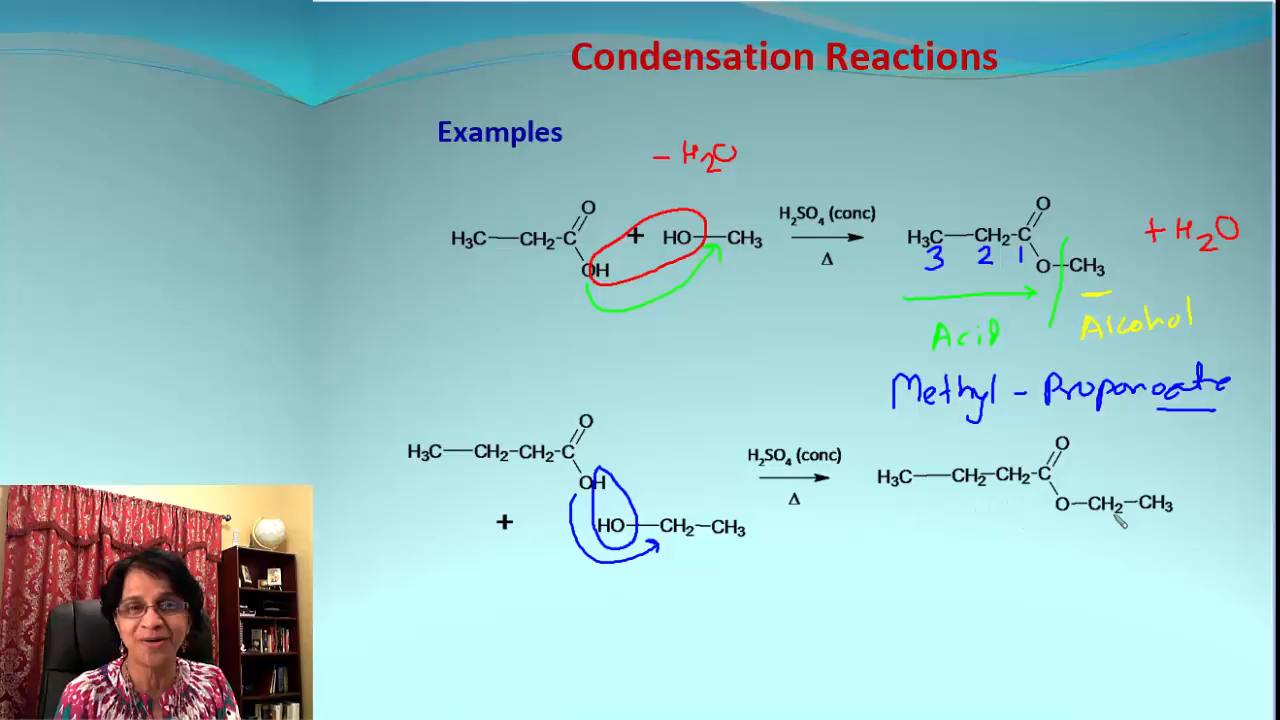 Condensation Reactions
Examples
− H₂O
H₃C—CH₂-C
O
OH
+
HO—CH₃
H₂SO₄ (conc)
Δ
H₃C—CH₂-C
O
O—CH₃
3 2 1
+ H₂O
Acid
Alcohol
Methyl - Propanoate
H₃C—CH₂-CH₂-C
O
OH
+
HO—CH₂-CH₃
H₂SO₄ (conc)
Δ
H₃C—CH₂-CH₂-C
O
O—CH₂-CH₃